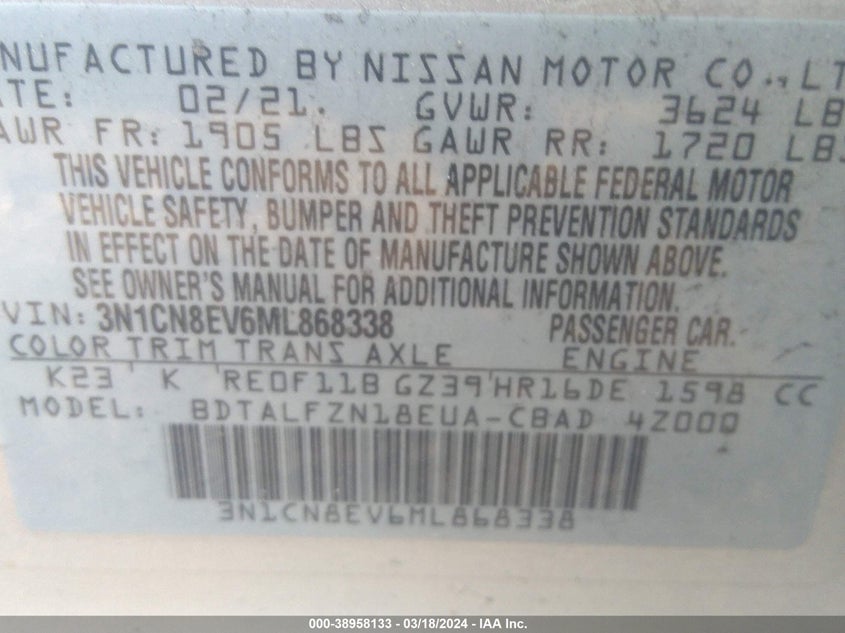 NUFACTURED BY NISSAN MOTOR CO., LT
ATE: 02/21. GVWR: 3624 LB
AWR FR: 1905 LBS GAWR RR: 1720 LBS
THIS VEHICLE CONFORMS TO ALL APPLICABLE FEDERAL MOTOR
VEHICLE SAFETY, BUMPER AND THEFT PREVENTION STANDARDS
IN EFFECT ON THE DATE OF MANUFACTURE SHOWN ABOVE.
SEE OWNER'S MANUAL FOR ADDITIONAL INFORMATION
VIN: 3N1CN8EV6ML868338 PASSENGER CAR.
COLOR TRIM TRANS AXLE ENGINE
K23 K RE0F11B GZ39 HR16DE 1598 CC
MODEL: BDTALFZN18EUA-CBAD 4Z000
3N1CN8EV6ML868338
000-38958133 - 03/18/2024 - IAA Inc.